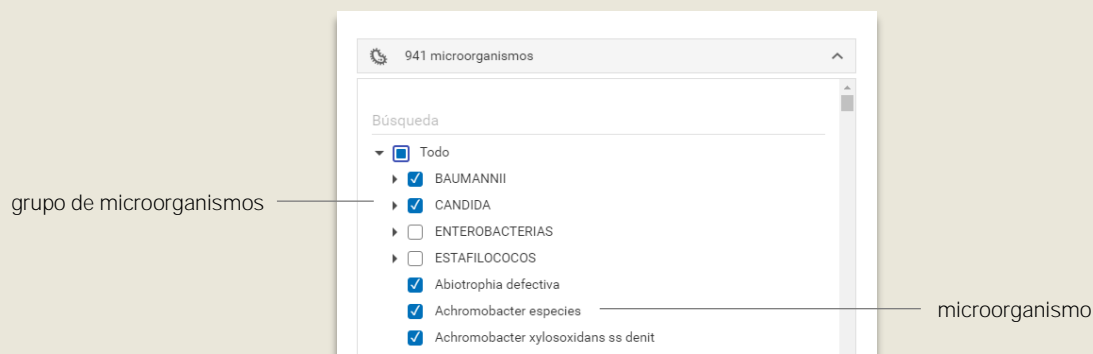 941 microorganismos
Búsqueda
Todo
BAUMANNII
grupo de microorganismos
CANDIDA
ENTEROBACTERIAS
ESTAFILOCOCOS
Abiotrophia defectiva
Achromobacter especies
microorganismo
Achromobacter xylosoxidans ss denit